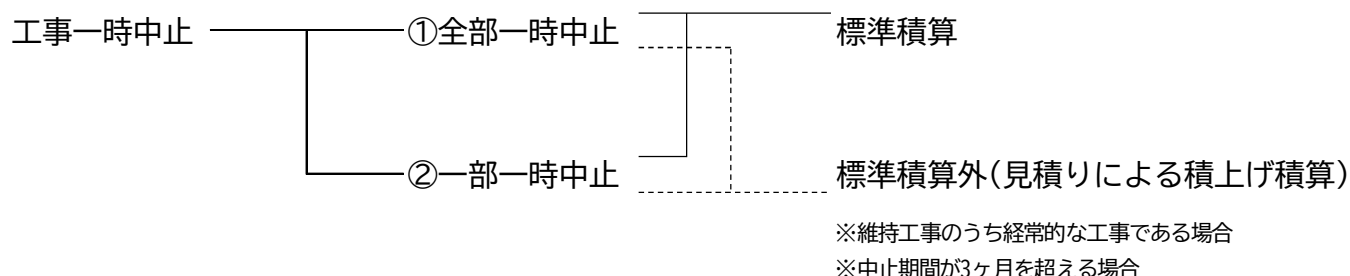 工事一時中止 ①全部一時中止 標準積算
②一部一時中止 標準積算外(見積りによる積上げ積算)
※維持工事のうち経常的な工事である場合
※中止期間が3ヶ月を超える場合